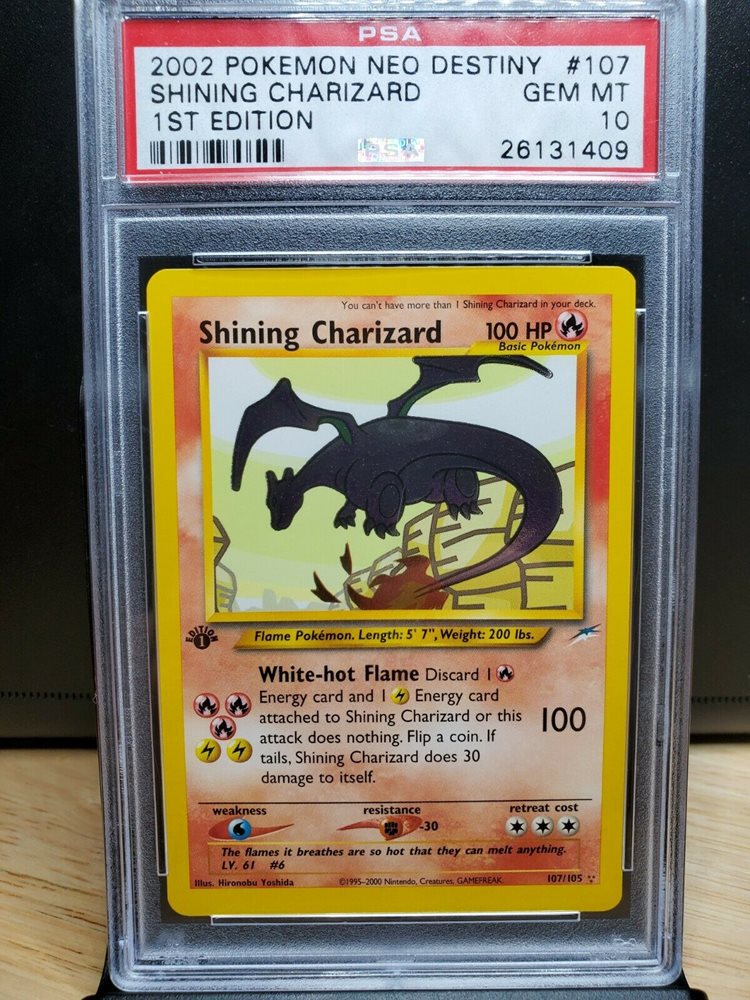 PSA
2002 POKEMON NEO DESTINY #107
SHINING CHARIZARD GEM MT
1ST EDITION 10
PSA
26131409
You can't have more than 1 Shining Charizard in your deck.
Shining Charizard 100 HP
Basic Pokémon
EDITION
1
Flame Pokémon. Length: 5' 7", Weight: 200 lbs.
White-hot Flame Discard 1
Energy card and 1 Energy card
attached to Shining Charizard or this
attack does nothing. Flip a coin. If
tails, Shining Charizard does 30
damage to itself.
100
weakness resistance retreat cost
-30
The flames it breathes are so hot that they can melt anything.
LV. 61 #6
Illus. Hironobu Yoshida ©1995-2000 Nintendo, Creatures, GAMEFREAK. 107/105